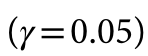 (γ = 0.05)